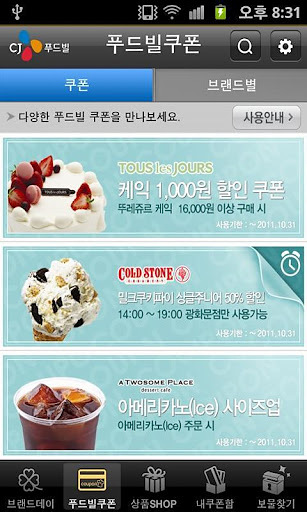 오후 8:31
CJ 푸드빌
푸드빌쿠폰
쿠폰
브랜드별
다양한 푸드빌 쿠폰을 만나보세요.
사용안내 >
TOUS les JOURS
케익 1,000원 할인 쿠폰
뚜레쥬르 케익 16,000원 이상 구매 시
사용기한 : ~ 2011.10.31
COLD STONE
CREAMERY
밀크쿠키파이 싱글주니어 50% 할인
14:00 ~ 19:00 광화문점만 사용가능
사용기한 : ~ 2011.10.31
A TWOSOME PLACE
dessert cafe
아메리카노(Ice) 사이즈업
아메리카노(Ice) 주문 시
사용기한 : ~ 2011.10.31
브랜드데이
coupon
푸드빌쿠폰
상품SHOP
내쿠폰함
보물찾기